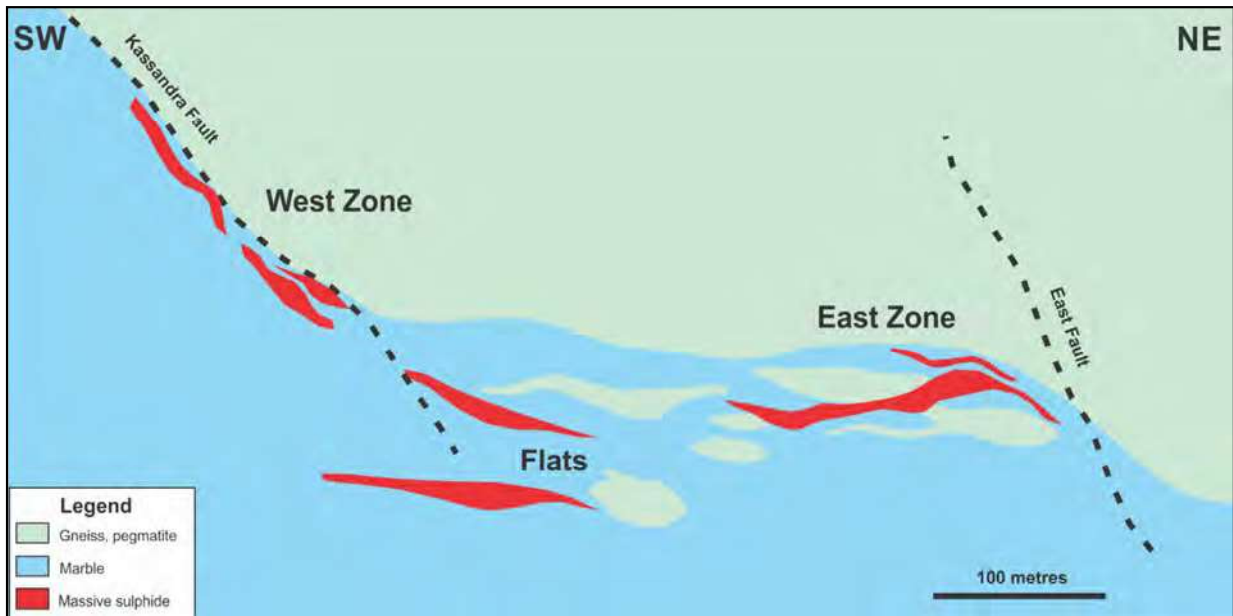 SW
NE
Kassandra Fault
West Zone
East Zone
East Fault
Flats
Legend
Gneiss, pegmatite
Marble
Massive sulphide
100 metres